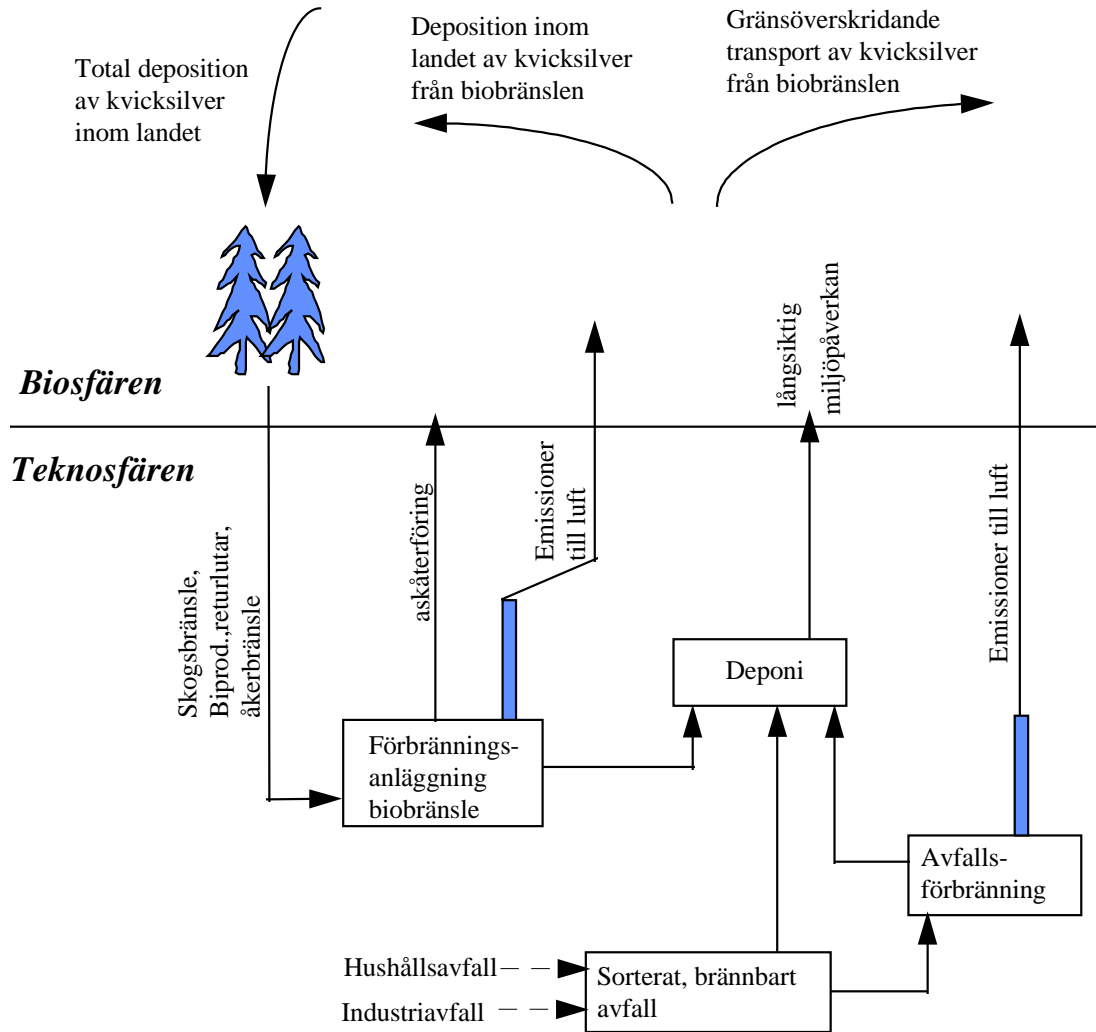 Total deposition
av kvicksilver
inom landet
Deposition inom
landet av kvicksilver
från biobränslen
Gränsöverskridande
transport av kvicksilver
från biobränslen
Biosfären
Teknosfären
långsiktig
miljöpåverkan
Skogsbränsle,
Biprod.,returlutar,
åkerbränsle
askåterföring
Emissioner
till luft
Emissioner till luft
Deponi
Förbrännings-
anläggning
biobränsle
Avfalls-
förbränning
Hushållsavfall
Industriavfall
Sorterat, brännbart
avfall